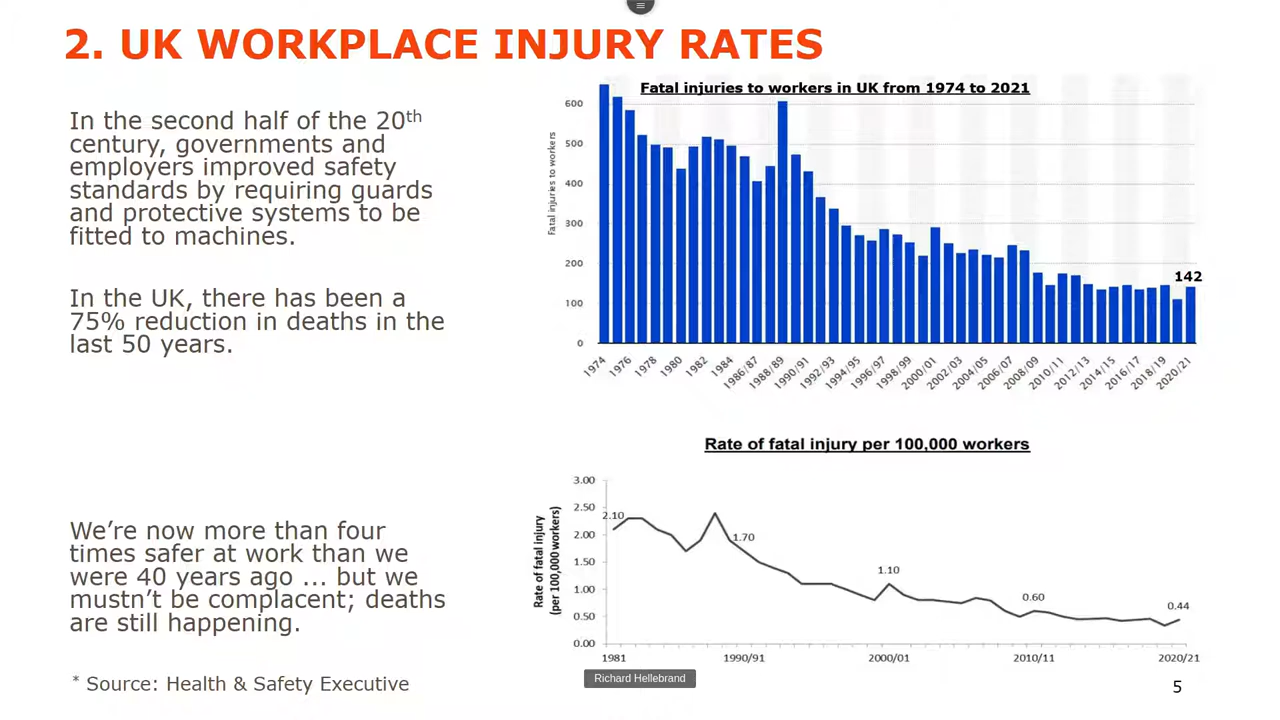 2. UK WORKPLACE INJURY RATES
In the second half of the 20th
century, governments and
employers improved safety
standards by requiring guards
and protective systems to be
fitted to machines.
In the UK, there has been a
75% reduction in deaths in the
last 50 years.
We’re now more than four
times safer at work than we
were 40 years ago ... but we
mustn’t be complacent; deaths
are still happening.
* Source: Health & Safety Executive
Fatal injuries to workers in UK from 1974 to 2021
Fatal injuries to workers
600
500
400
300
200
100
0
142
1974
1976
1978
1980
1982
1984
1986/87
1988/89
1990/91
1992/93
1994/95
1996/97
1998/99
2000/01
2002/03
2004/05
2006/07
2008/09
2010/11
2012/13
2014/15
2016/17
2018/19
2020/21
Rate of fatal injury per 100,000 workers
Rate of fatal injury
(per 100,000 workers)
3.00
2.50
2.00
1.50
1.00
0.50
0.00
2.10
1.70
1.10
0.60
0.44
1981
1990/91
2000/01
2010/11
2020/21
Richard Hellebrand
5